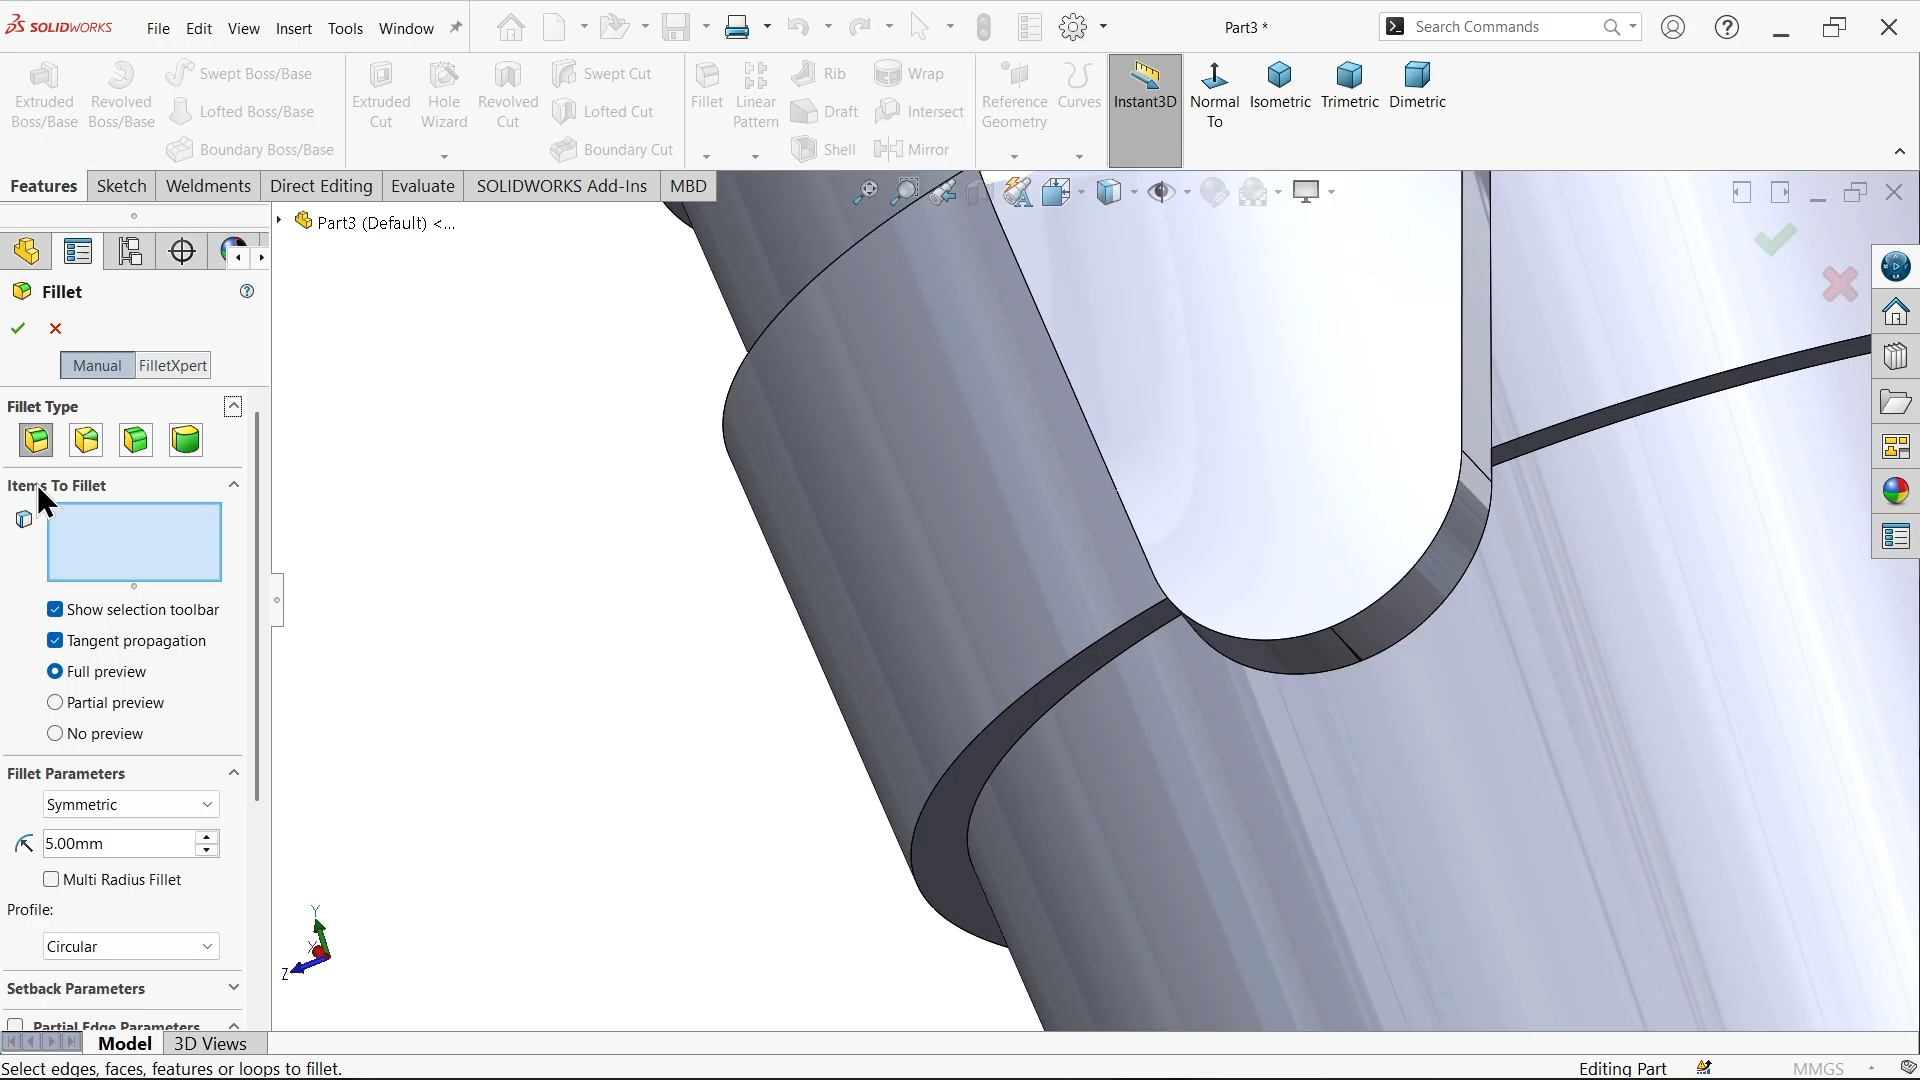 SOLIDWORKS File Edit View Insert Tools Window Part3 * Search Commands
Extruded Boss/Base
Revolved Boss/Base
Swept Boss/Base
Lofted Boss/Base
Boundary Boss/Base
Extruded Cut
Hole Wizard
Revolved Cut
Swept Cut
Lofted Cut
Boundary Cut
Fillet
Linear Pattern
Rib
Draft
Shell
Wrap
Intersect
Mirror
Reference Geometry
Curves
Instant3D
Normal To
Isometric
Trimetric
Dimetric
Features Sketch Weldments Direct Editing Evaluate SOLIDWORKS Add-Ins MBD
Part3 (Default) <...
Fillet
Manual FilletXpert
Fillet Type
Items To Fillet
Show selection toolbar
Tangent propagation
Full preview
Partial preview
No preview
Fillet Parameters
Symmetric
5.00mm
Multi Radius Fillet
Profile:
Circular
Setback Parameters
Partial Edge Parameters
Y
X
Z
Model 3D Views
Select edges, faces, features or loops to fillet. Editing Part MMGS